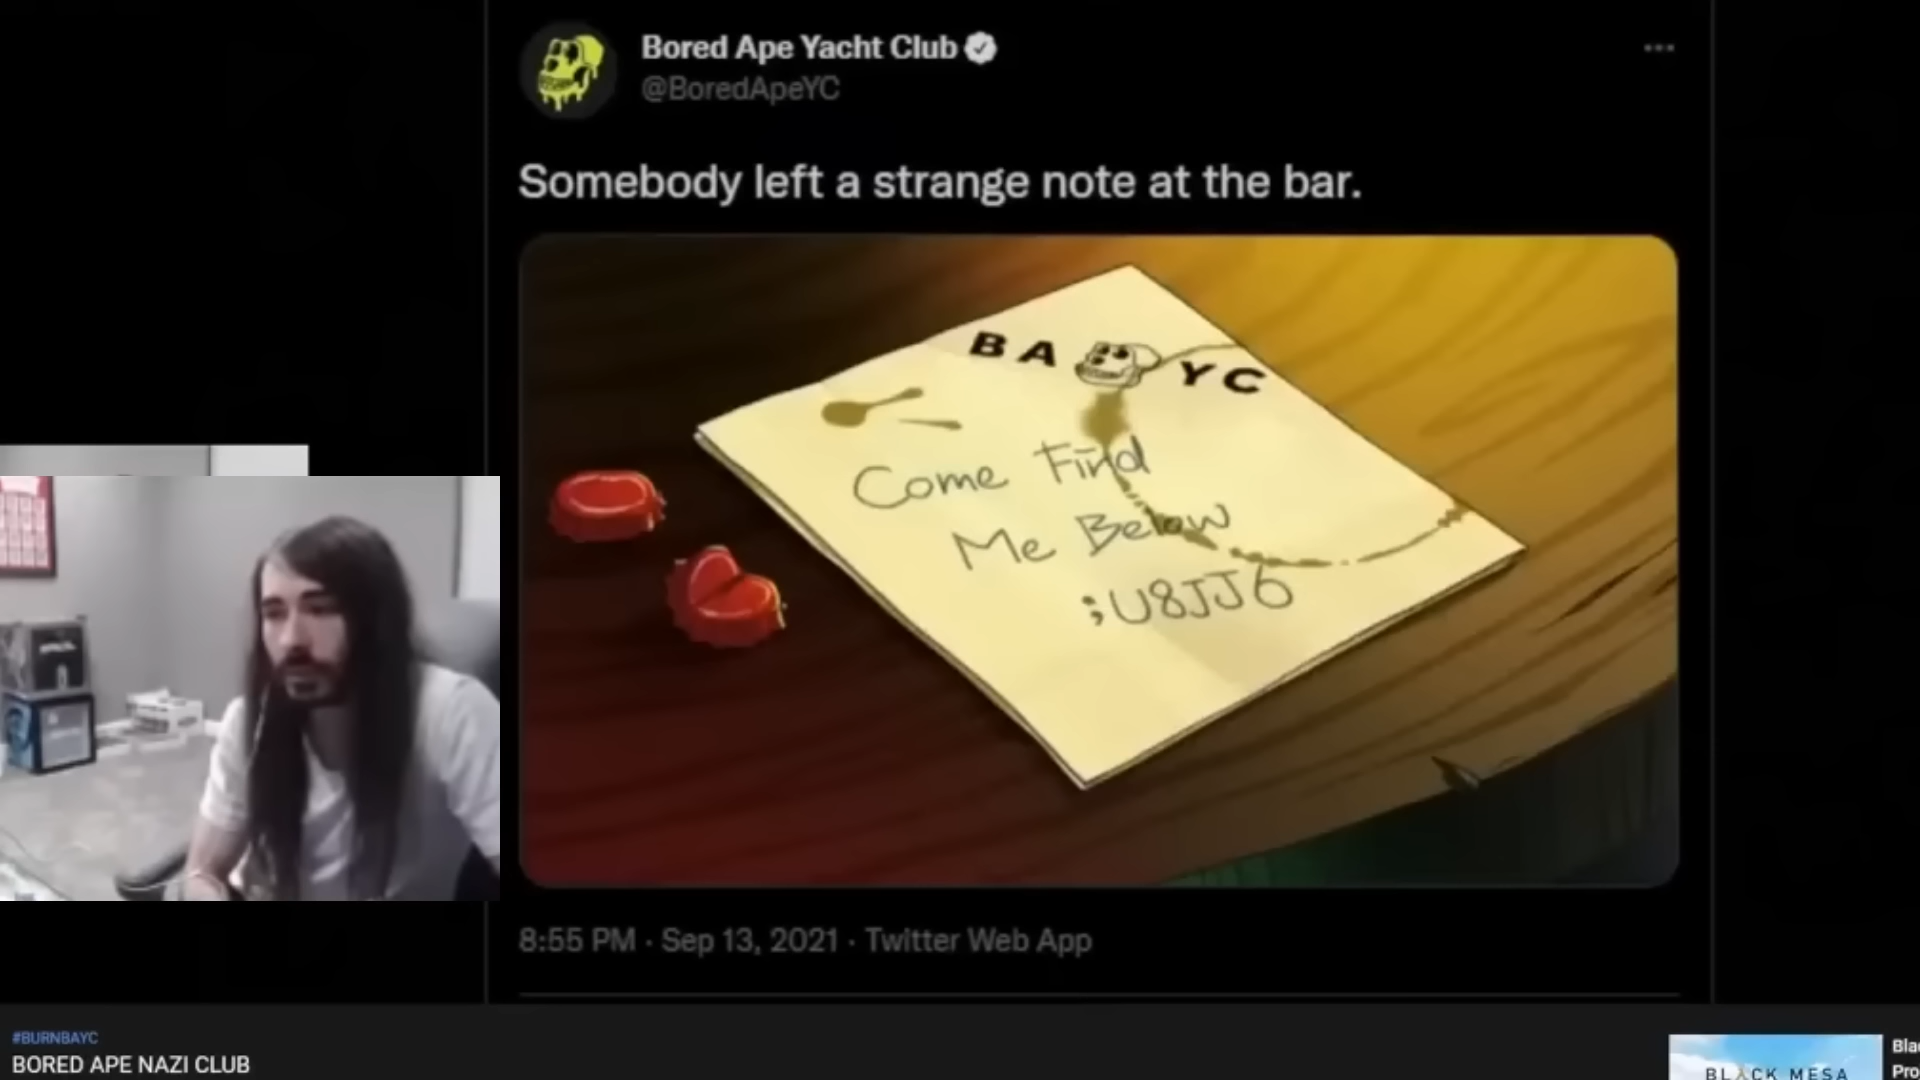 Bored Ape Yacht Club
@BoredApeYC
Somebody left a strange note at the bar.
BA YC
Come Find
Me Below
;U8JJ6
8:55 PM · Sep 13, 2021 · Twitter Web App
#BURNBAYC
BORED APE NAZI CLUB
BLACK MESA